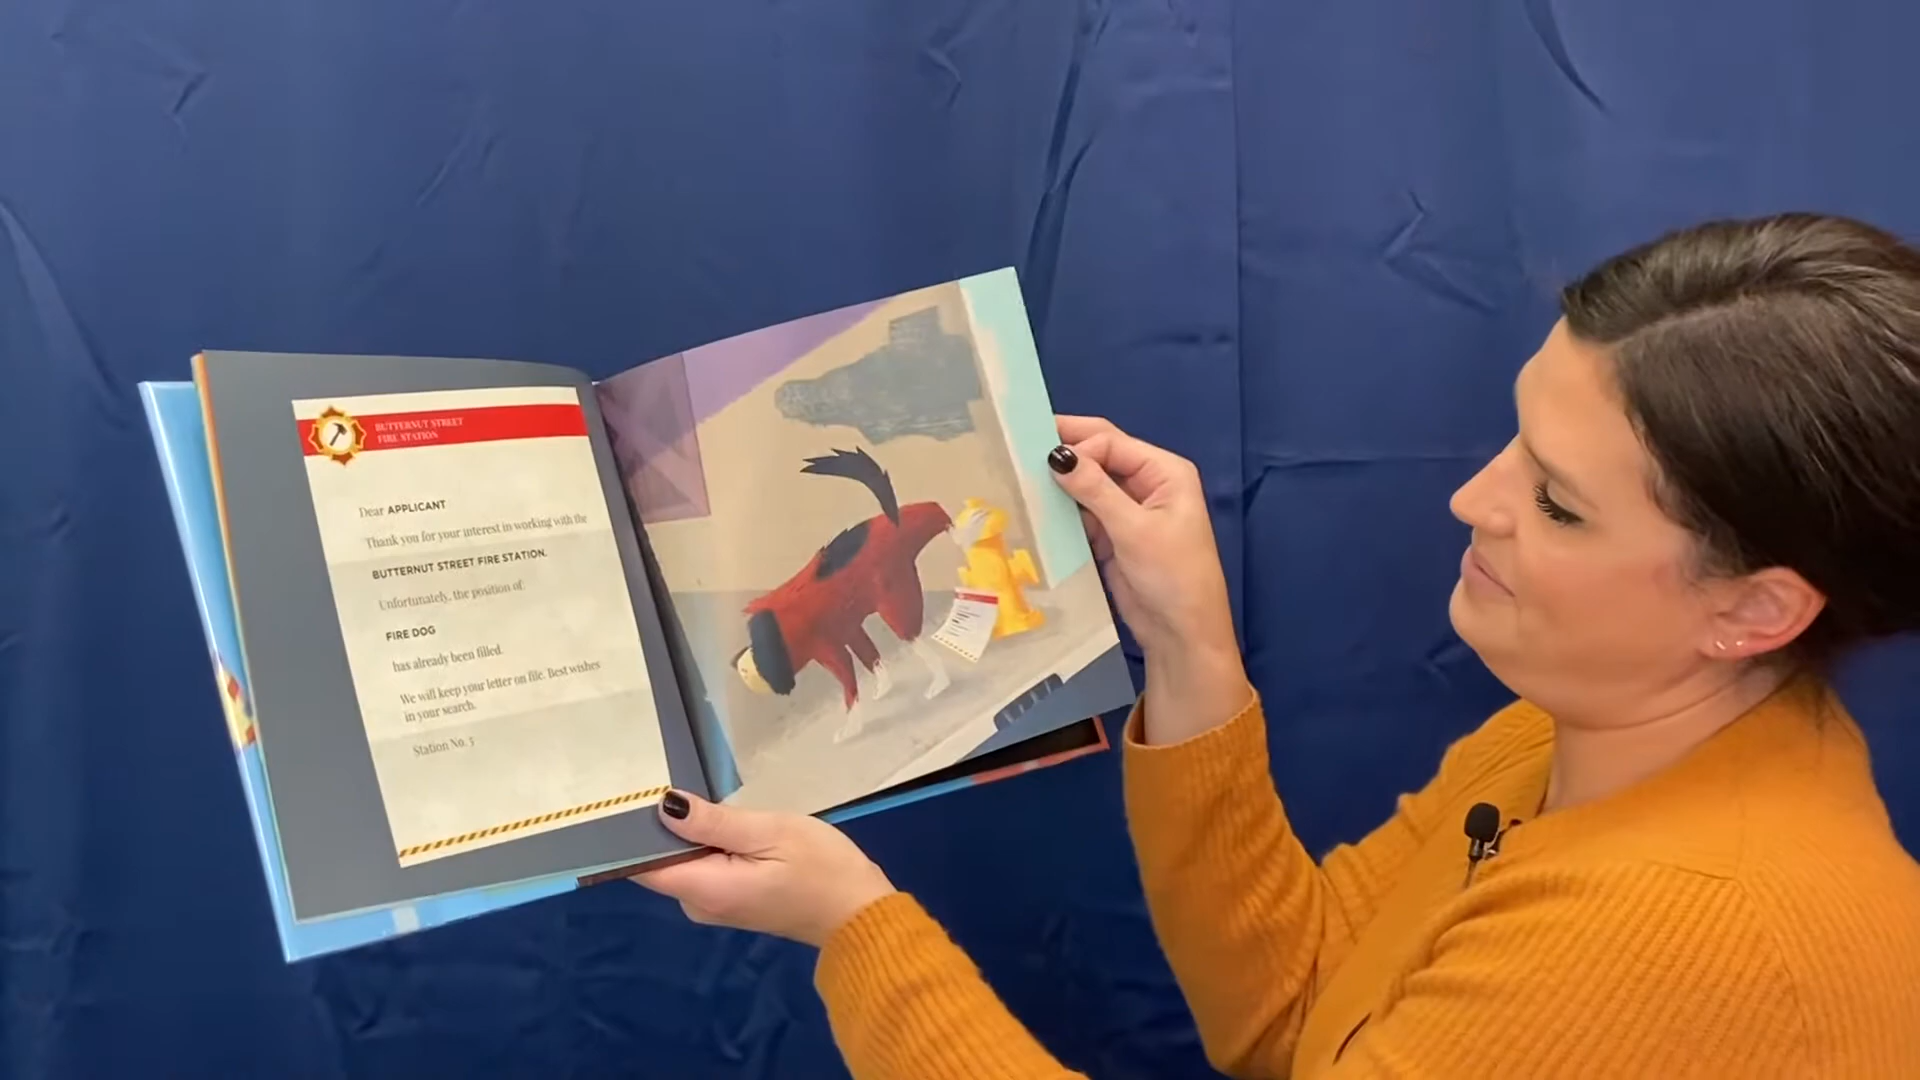 BUTTERNUT STREET
FIRE STATION
Dear APPLICANT
Thank you for your interest in working with the
BUTTERNUT STREET FIRE STATION.
Unfortunately, the position of
FIRE DOG
has already been filled.
We will keep your letter on file. Best wishes
in your search.
Station No. 5